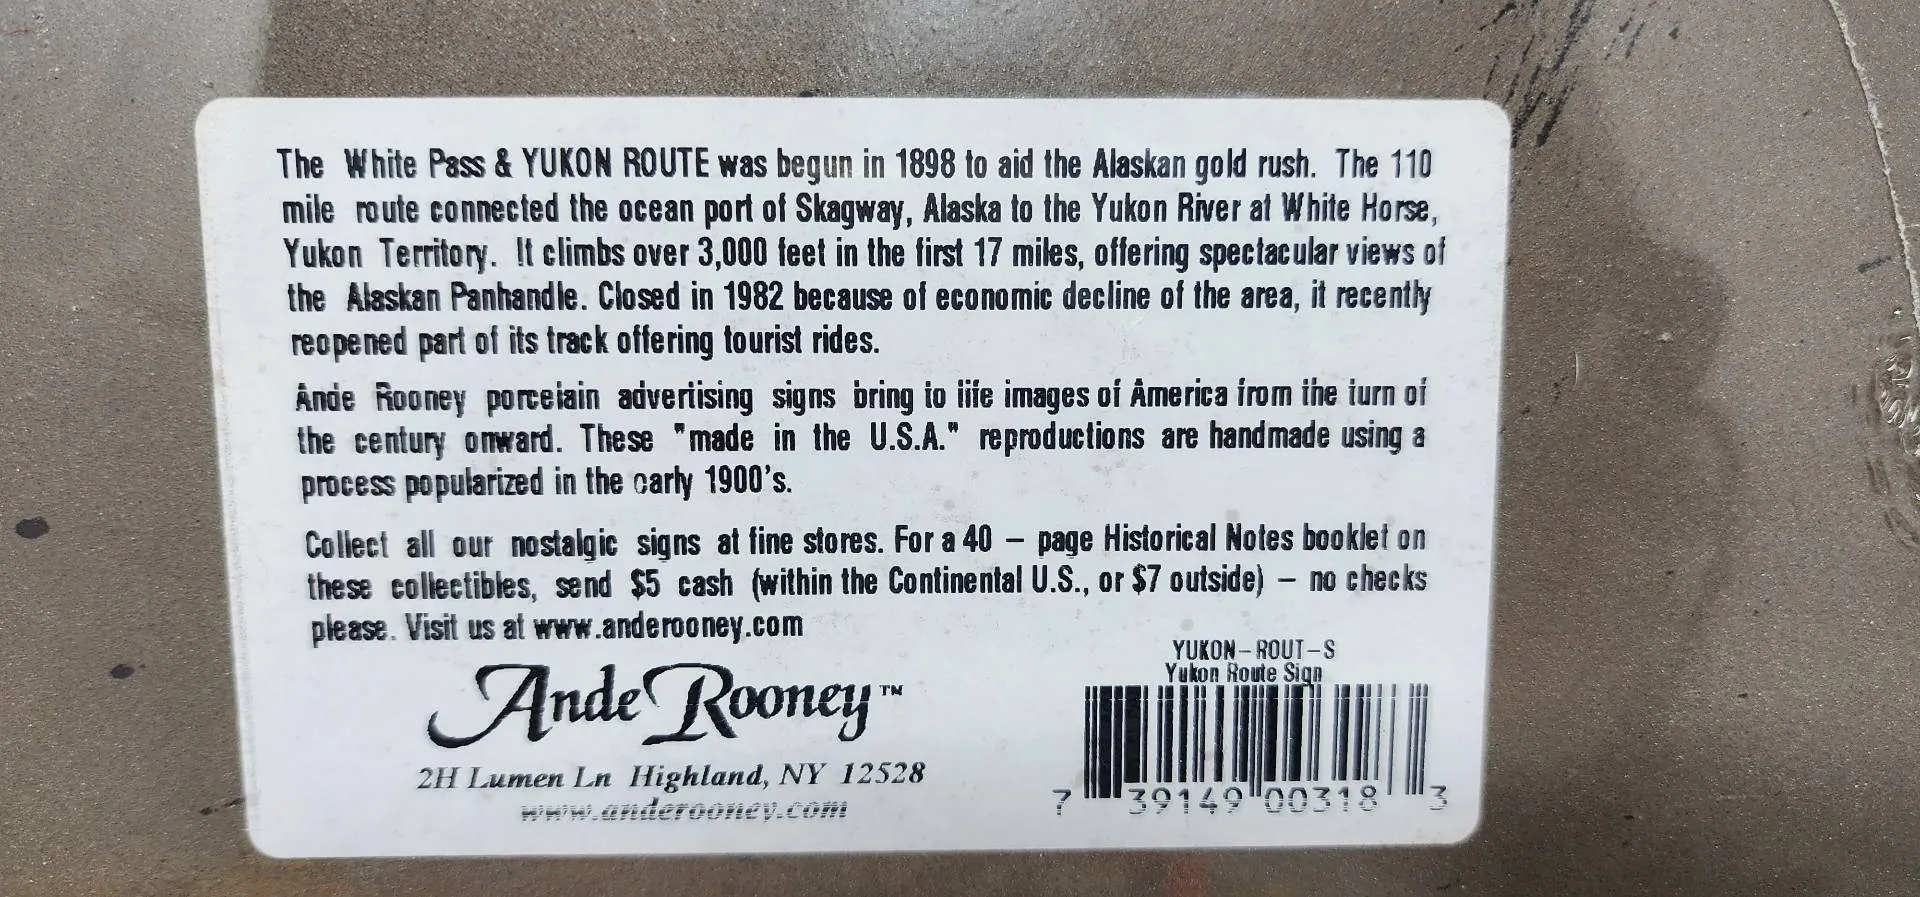 The White Pass & YUKON ROUTE was begun in 1898 to aid the Alaskan gold rush. The 110
mile route connected the ocean port of Skagway, Alaska to the Yukon River at White Horse,
Yukon Territory. It climbs over 3,000 feet in the first 17 miles, offering spectacular views of
the Alaskan Panhandle. Closed in 1982 because of economic decline of the area, it recently
reopened part of its track offering tourist rides.
Ande Rooney porcelain advertising signs bring to life images of America from the turn of
the century onward. These "made in the U.S.A." reproductions are handmade using a
process popularized in the early 1900's.
Collect all our nostalgic signs at fine stores. For a 40 – page Historical Notes booklet on
these collectibles, send $5 cash (within the Continental U.S., or $7 outside) – no checks
please. Visit us at www.anderooney.com
Ande Rooney™
2H Lumen Ln Highland, NY 12528
www.anderooney.com
YUKON-ROUT-S
Yukon Route Sign
7 39149 00318 3